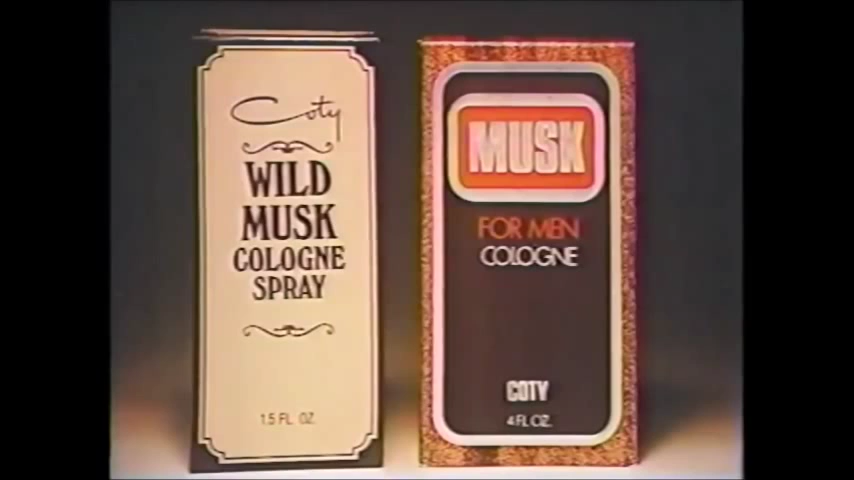 Coty
WILD
MUSK
COLOGNE
SPRAY
1.5 FL. OZ.
MUSK
FOR MEN
COLOGNE
COTY
4 FL OZ.